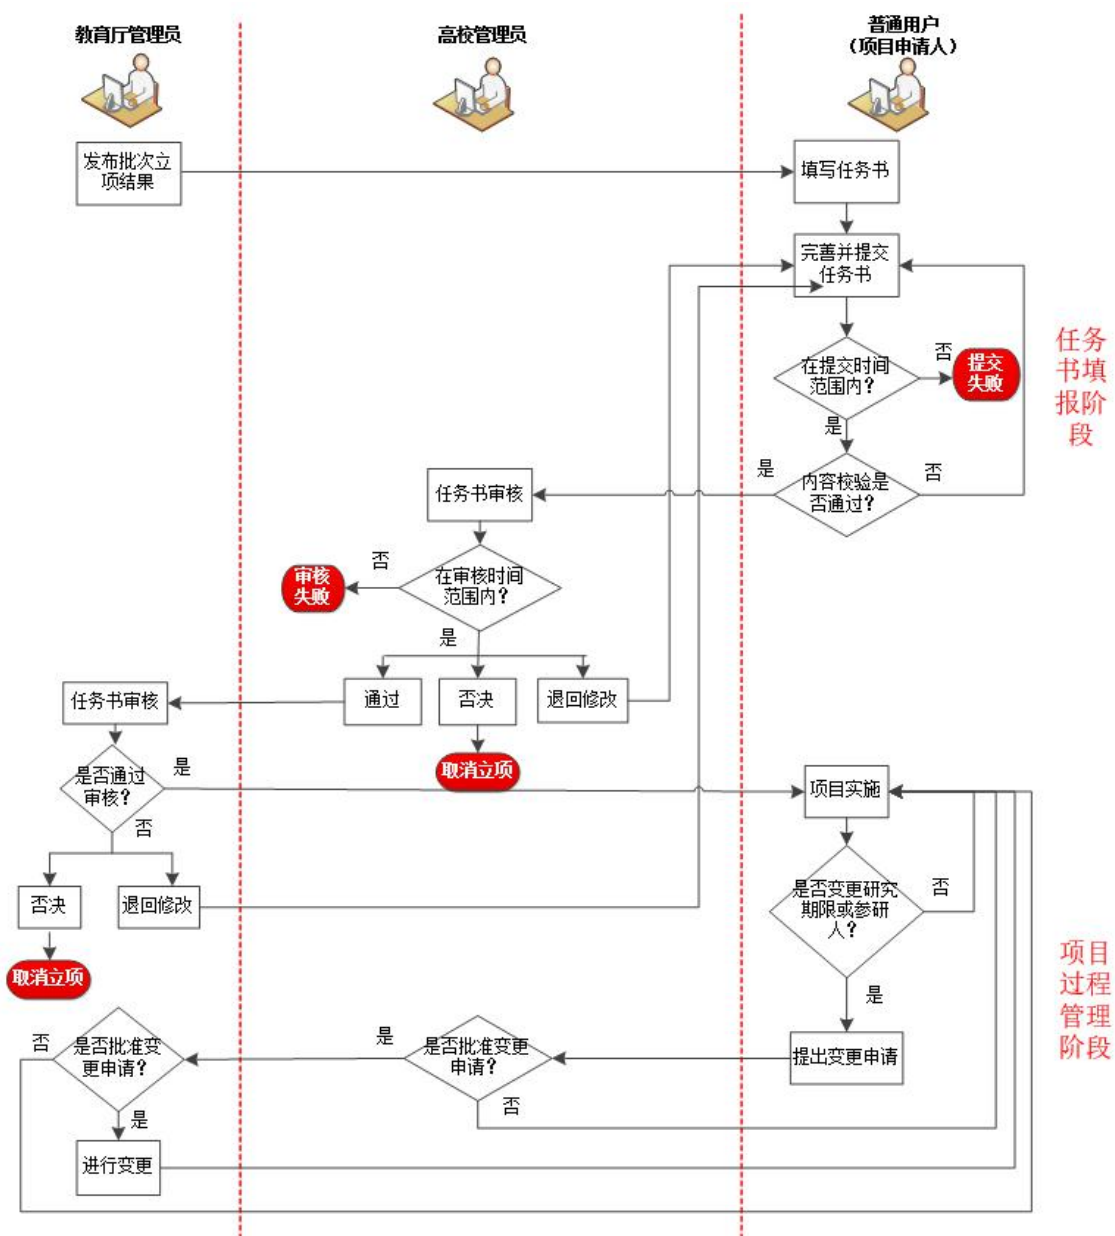 教育厅管理员
高校管理员
普通用户
（项目申请人）
发布批次立
项结果
填写任务书
完善并提交
任务书
在提交时间
范围内？
否
提交
失败
是
任务
书填
报阶
段
内容校验是
否通过？
是
否
任务书审核
在审核时间
范围内？
否
审核
失败
是
通过
否决
退回修改
取消立项
任务书审核
是否通过
审核？
是
否
否决
退回修改
取消立项
项目实施
是否变更研究
期限或参研
人？
否
是
项目
过程
管理
阶段
提出变更申请
是否批准变更
申请？
是
否
是否批准变
更申请？
否
是
进行变更